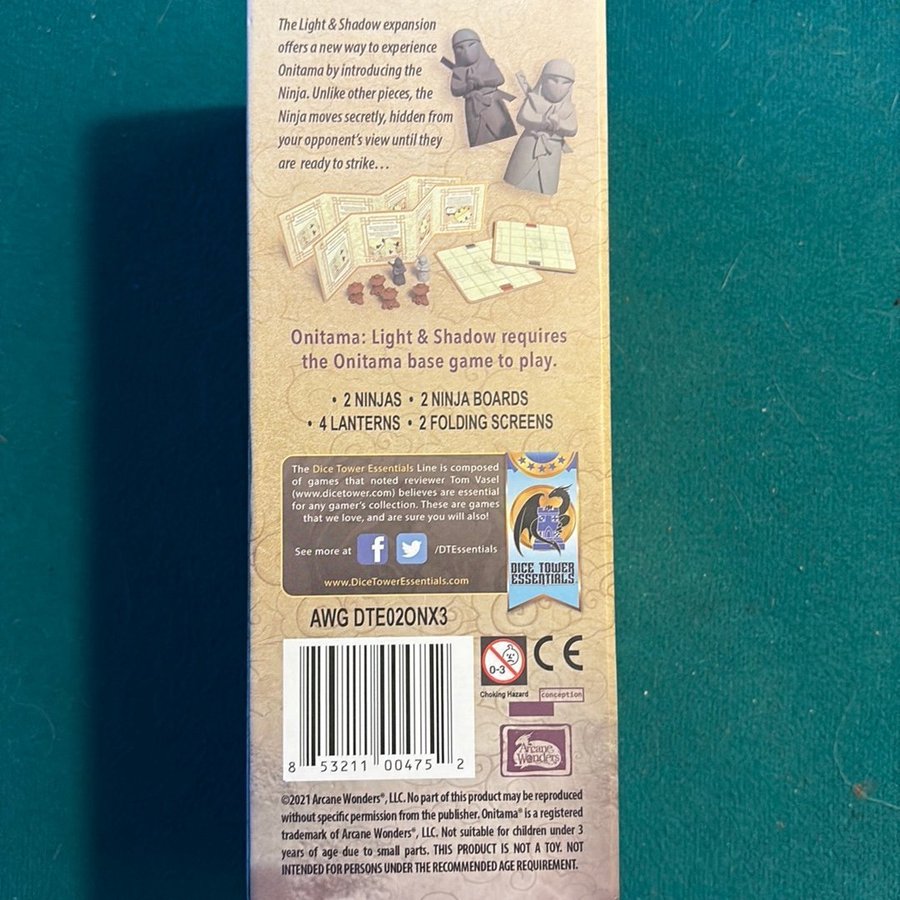 The Light & Shadow expansion
offers a new way to experience
Onitama by introducing the
Ninja. Unlike other pieces, the
Ninja moves secretly, hidden from
your opponent's view until they
are ready to strike...
Onitama: Light & Shadow requires
the Onitama base game to play.
• 2 NINJAS • 2 NINJA BOARDS
• 4 LANTERNS • 2 FOLDING SCREENS
The Dice Tower Essentials Line is composed
of games that noted reviewer Tom Vasel
(www.dicetower.com) believes are essential
for any gamer's collection. These are games
that we love, and are sure you will also!
See more at f /DTEssentials
www.DiceTowerEssentials.com
DICE TOWER
ESSENTIALS
AWG DTE02ONX3
8 53211 00475 2
0-3
CE
Choking Hazard
conception
Arcane
Wonders
©2021 Arcane Wonders®, LLC. No part of this product may be reproduced
without specific permission from the publisher. Onitama® is a registered
trademark of Arcane Wonders®, LLC. Not suitable for children under 3
years of age due to small parts. THIS PRODUCT IS NOT A TOY. NOT
INTENDED FOR PERSONS UNDER THE RECOMMENDED AGE REQUIREMENT.